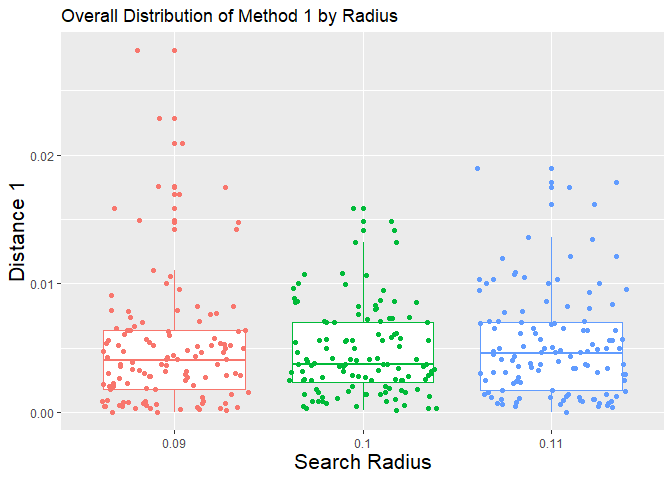 Overall Distribution of Method 1 by Radius
Distance 1
0.02
0.01
0.00
0.09
0.1
0.11
Search Radius